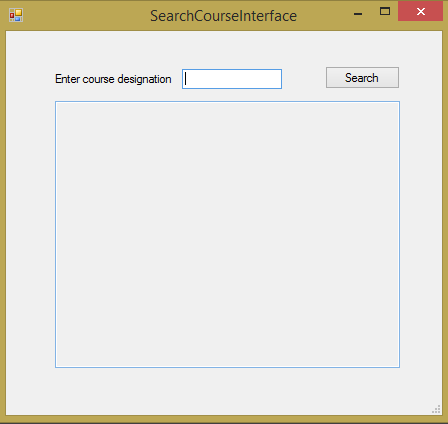 SearchCourseInterface
Enter course designation
Search